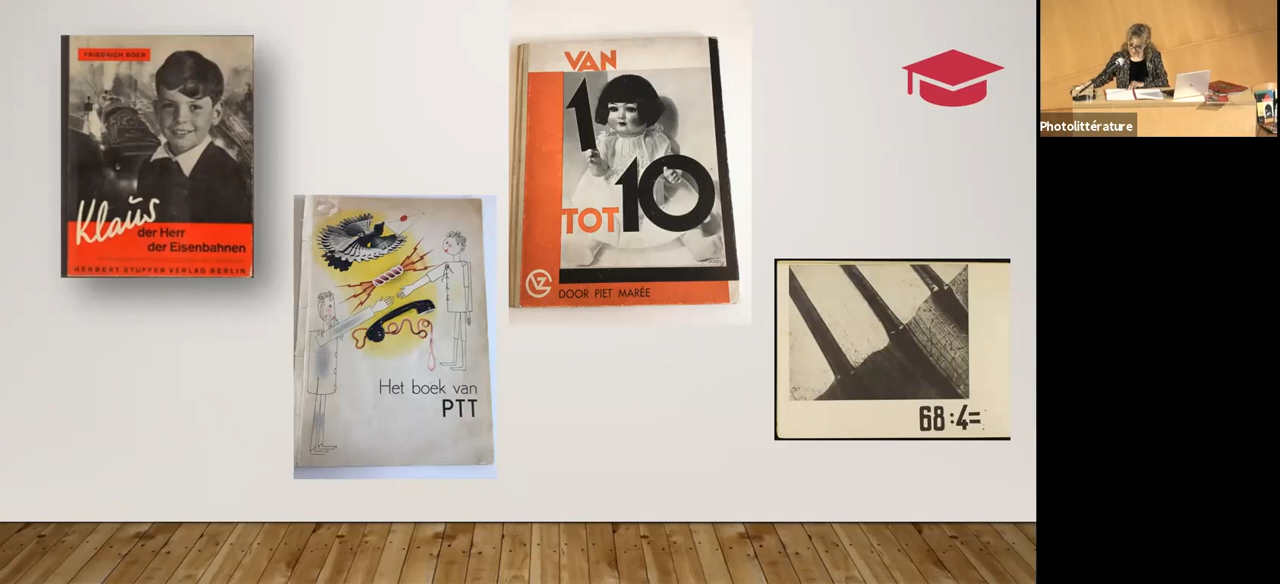 FRIEDRICH BOER
Klaus
der Herr
der Eisenbahnen
HERBERT STUFFER VERLAG BERLIN
Het boek van
PTT
VAN
1
TOT 10
DOOR PIET MARÉE
68:4=
Photolittérature